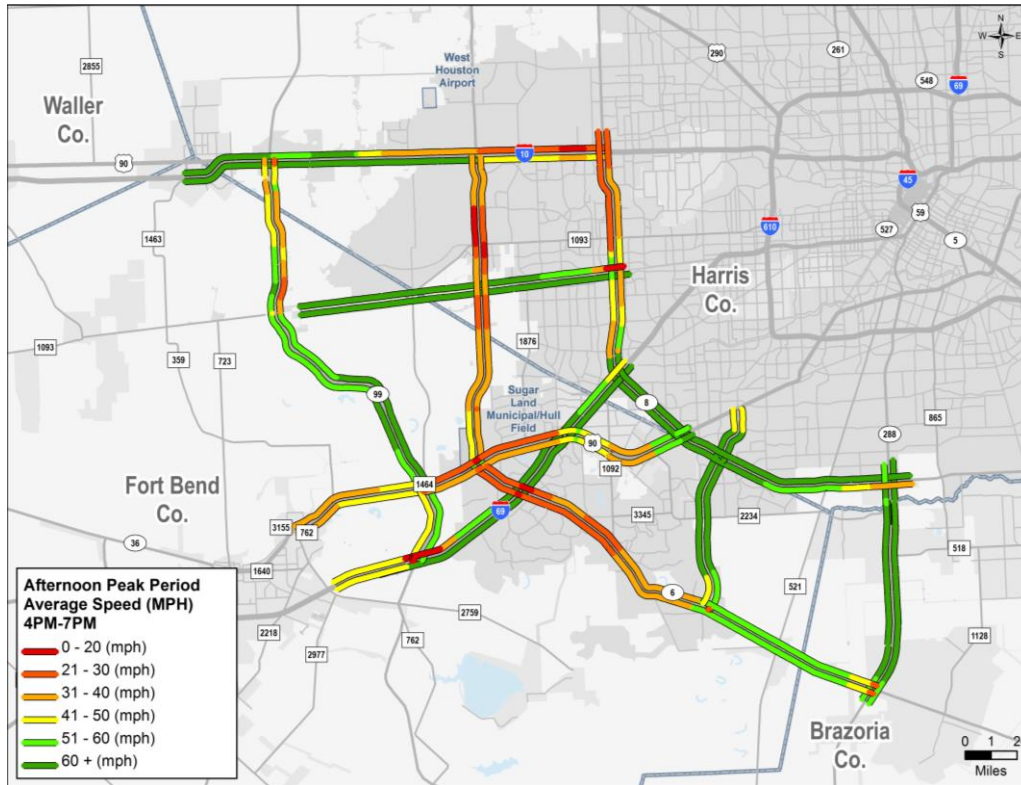 N
W E
S
290
261
548
69
2855
West
Houston
Airport
Waller
Co.
90
10
45
59
527
5
610
1463
1093
Harris
Co.
1093
359
723
1876
99
Sugar
Land
Municipal/Hull
Field
8
865
288
90
1092
1464
Fort Bend
Co.
3155
762
69
3345
2234
36
1640
518
521
6
2759
2218
762
1128
2977
Brazoria
Co.
Afternoon Peak Period
Average Speed (MPH)
4PM-7PM
0 - 20 (mph)
21 - 30 (mph)
31 - 40 (mph)
41 - 50 (mph)
51 - 60 (mph)
60 + (mph)
0 1 2
Miles